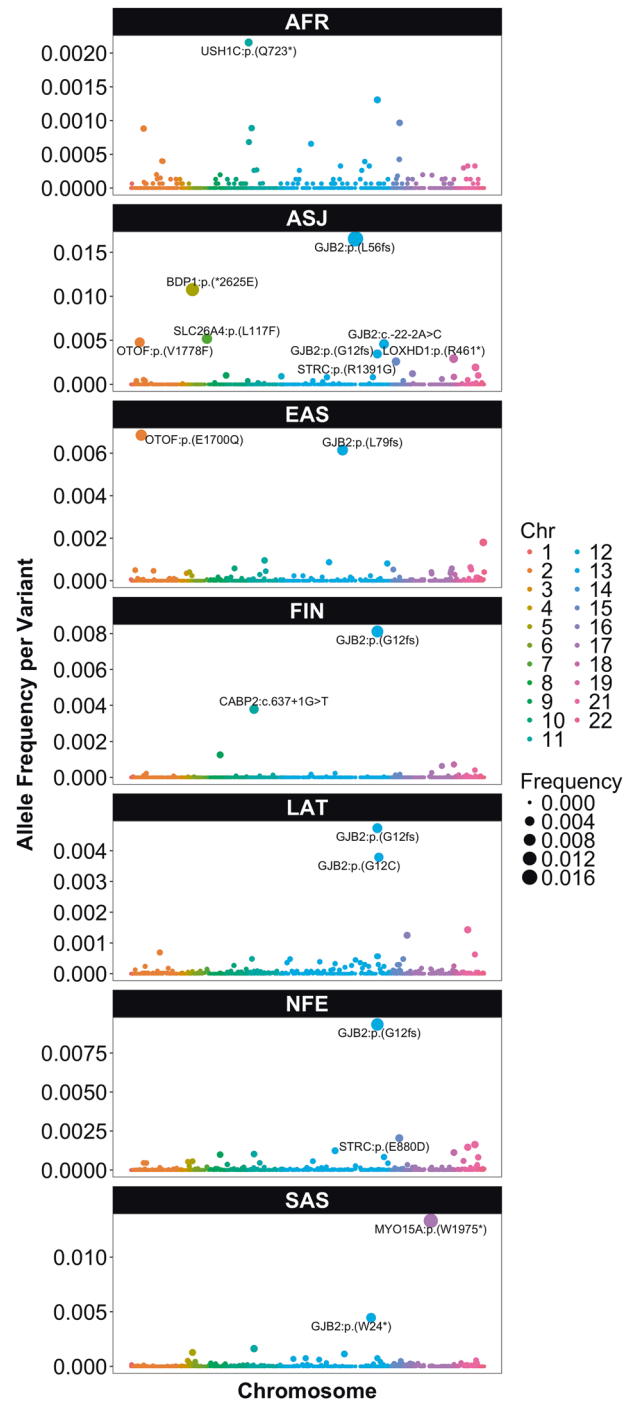 AFR
0.0020
0.0015
0.0010
0.0005
0.0000
USH1C:p.(Q723*)
ASJ
0.015
0.010
0.005
0.000
GJB2:p.(L56fs)
BDP1:p.(*2625E)
SLC26A4:p.(L117F)
OTOF:p.(V1778F)
GJB2:c.-22-2A>C
GJB2:p.(G12fs)
LOXHD1:p.(R461*)
STRC:p.(R1391G)
EAS
0.006
0.004
0.002
0.000
OTOF:p.(E1700Q)
GJB2:p.(L79fs)
FIN
0.008
0.006
0.004
0.002
0.000
GJB2:p.(G12fs)
CABP2:c.637+1G>T
LAT
0.004
0.003
0.002
0.001
0.000
GJB2:p.(G12fs)
GJB2:p.(G12C)
NFE
0.0075
0.0050
0.0025
0.0000
GJB2:p.(G12fs)
STRC:p.(E880D)
SAS
0.010
0.005
0.000
MYO15A:p.(W1975*)
GJB2:p.(W24*)
Allele Frequency per Variant
Chromosome
Chr
1
2
3
4
5
6
7
8
9
10
11
12
13
14
15
16
17
18
19
21
22
Frequency
0.000
0.004
0.008
0.012
0.016